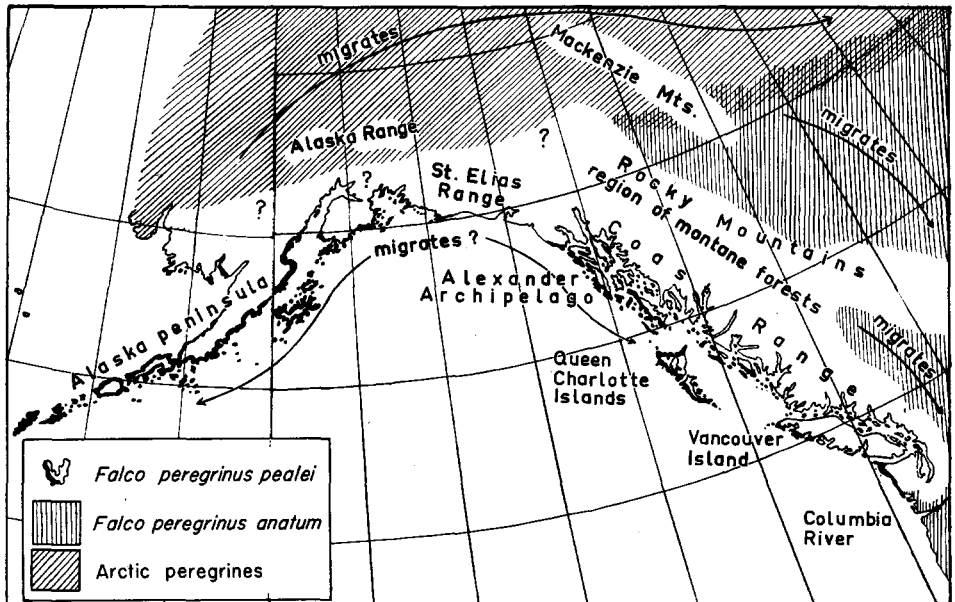 migrates
Mackenzie Mts.
Alaska Range
?
?
?
St. Elias
Range
migrates
Rocky Mountains
region of montane forests
migrates ?
Alexander
Archipelago
Coast Range
Alaska peninsula
Queen
Charlotte
Islands
migrates
Vancouver
Island
Columbia
River
Falco peregrinus pealei
Falco peregrinus anatum
Arctic peregrines